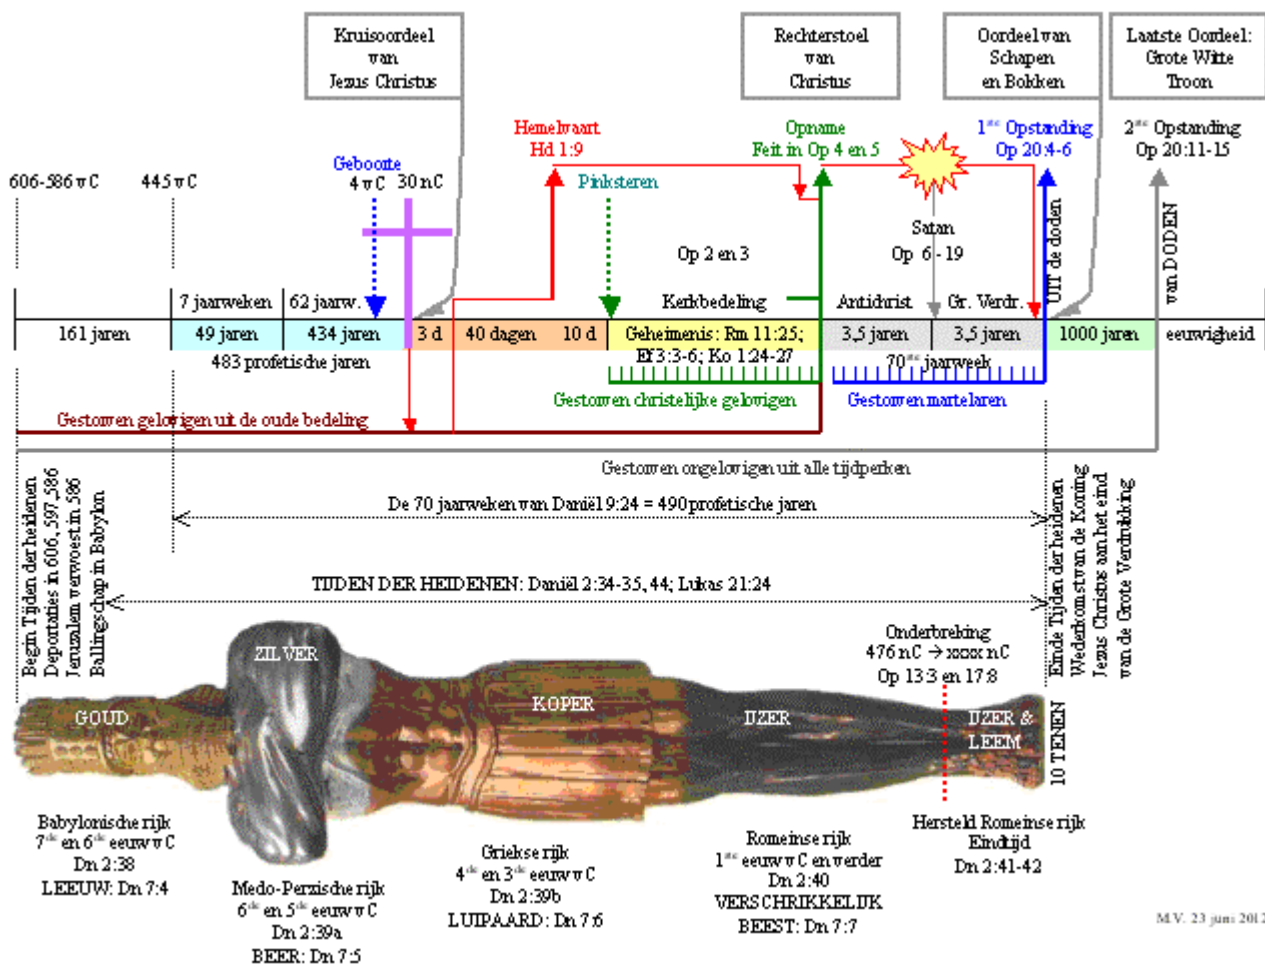 Kruisoordeel
van
Jezus Christus
Rechterstoel
van
Christus
Oordeel van
Schapen
en Bokken
Laatste Oordeel:
Grote Witte
Troon
606-586 vC
445 vC
Geboorte
4 vC
30 nC
Hemelvaart
Hd 1:9
Pinksteren
Opname
Feit in Op 4 en 5
1ste Opstanding
Op 20:4-6
2de Opstanding
Op 20:11-15
Op 2 en 3
Satan
Op 6 - 19
UIT de doden
van DODEN
7 jaarweken
62 jaarw.
Kerkbedeling
Antichrist
Gr. Verdr.
161 jaren
49 jaren
434 jaren
3 d
40 dagen
10 d
Geheimenis: Rm 11:25;
Ef 3:3-6; Ko 1:24-27
3,5 jaren
3,5 jaren
1000 jaren
eeuwigheid
483 profetische jaren
70ste jaarweek
Gestorven gelovigen uit de oude bedeling
Gestorven christelijke gelovigen
Gestorven martelaren
Gestorven ongelovigen uit alle tijdperken
De 70 jaarweken van Daniël 9:24 = 490 profetische jaren
TIJDEN DER HEIDENEN: Daniël 2:34-35, 44; Lukas 21:24
Begin Tijden der heidenen
Deportaties in 606, 597, 586
Jeruzalem verwoest in 586
Ballingschap in Babylon
Einde Tijden der heidenen
Wederkomst van de Koning
Jezus Christus aan het eind
van de Grote Verdrukking
Onderbreking
476 nC → xxxx nC
Op 13:3 en 17:8
GOUD
ZILVER
KOPER
IJZER
IJZER &
LEEM
10 TENEN
Babylonische rijk
7de en 6de eeuw vC
Dn 2:38
LEEUW: Dn 7:4
Medo-Perzische rijk
6de en 5de eeuw vC
Dn 2:39a
BEER: Dn 7:5
Griekse rijk
4de en 3de eeuw vC
Dn 2:39b
LUIPAARD: Dn 7:6
Romeinse rijk
1ste eeuw vC en verder
Dn 2:40
VERSCHRIKKELIJK
BEEST: Dn 7:7
Hersteld Romeinse rijk
Eindtijd
Dn 2:41-42
M.V. 23 juni 2012